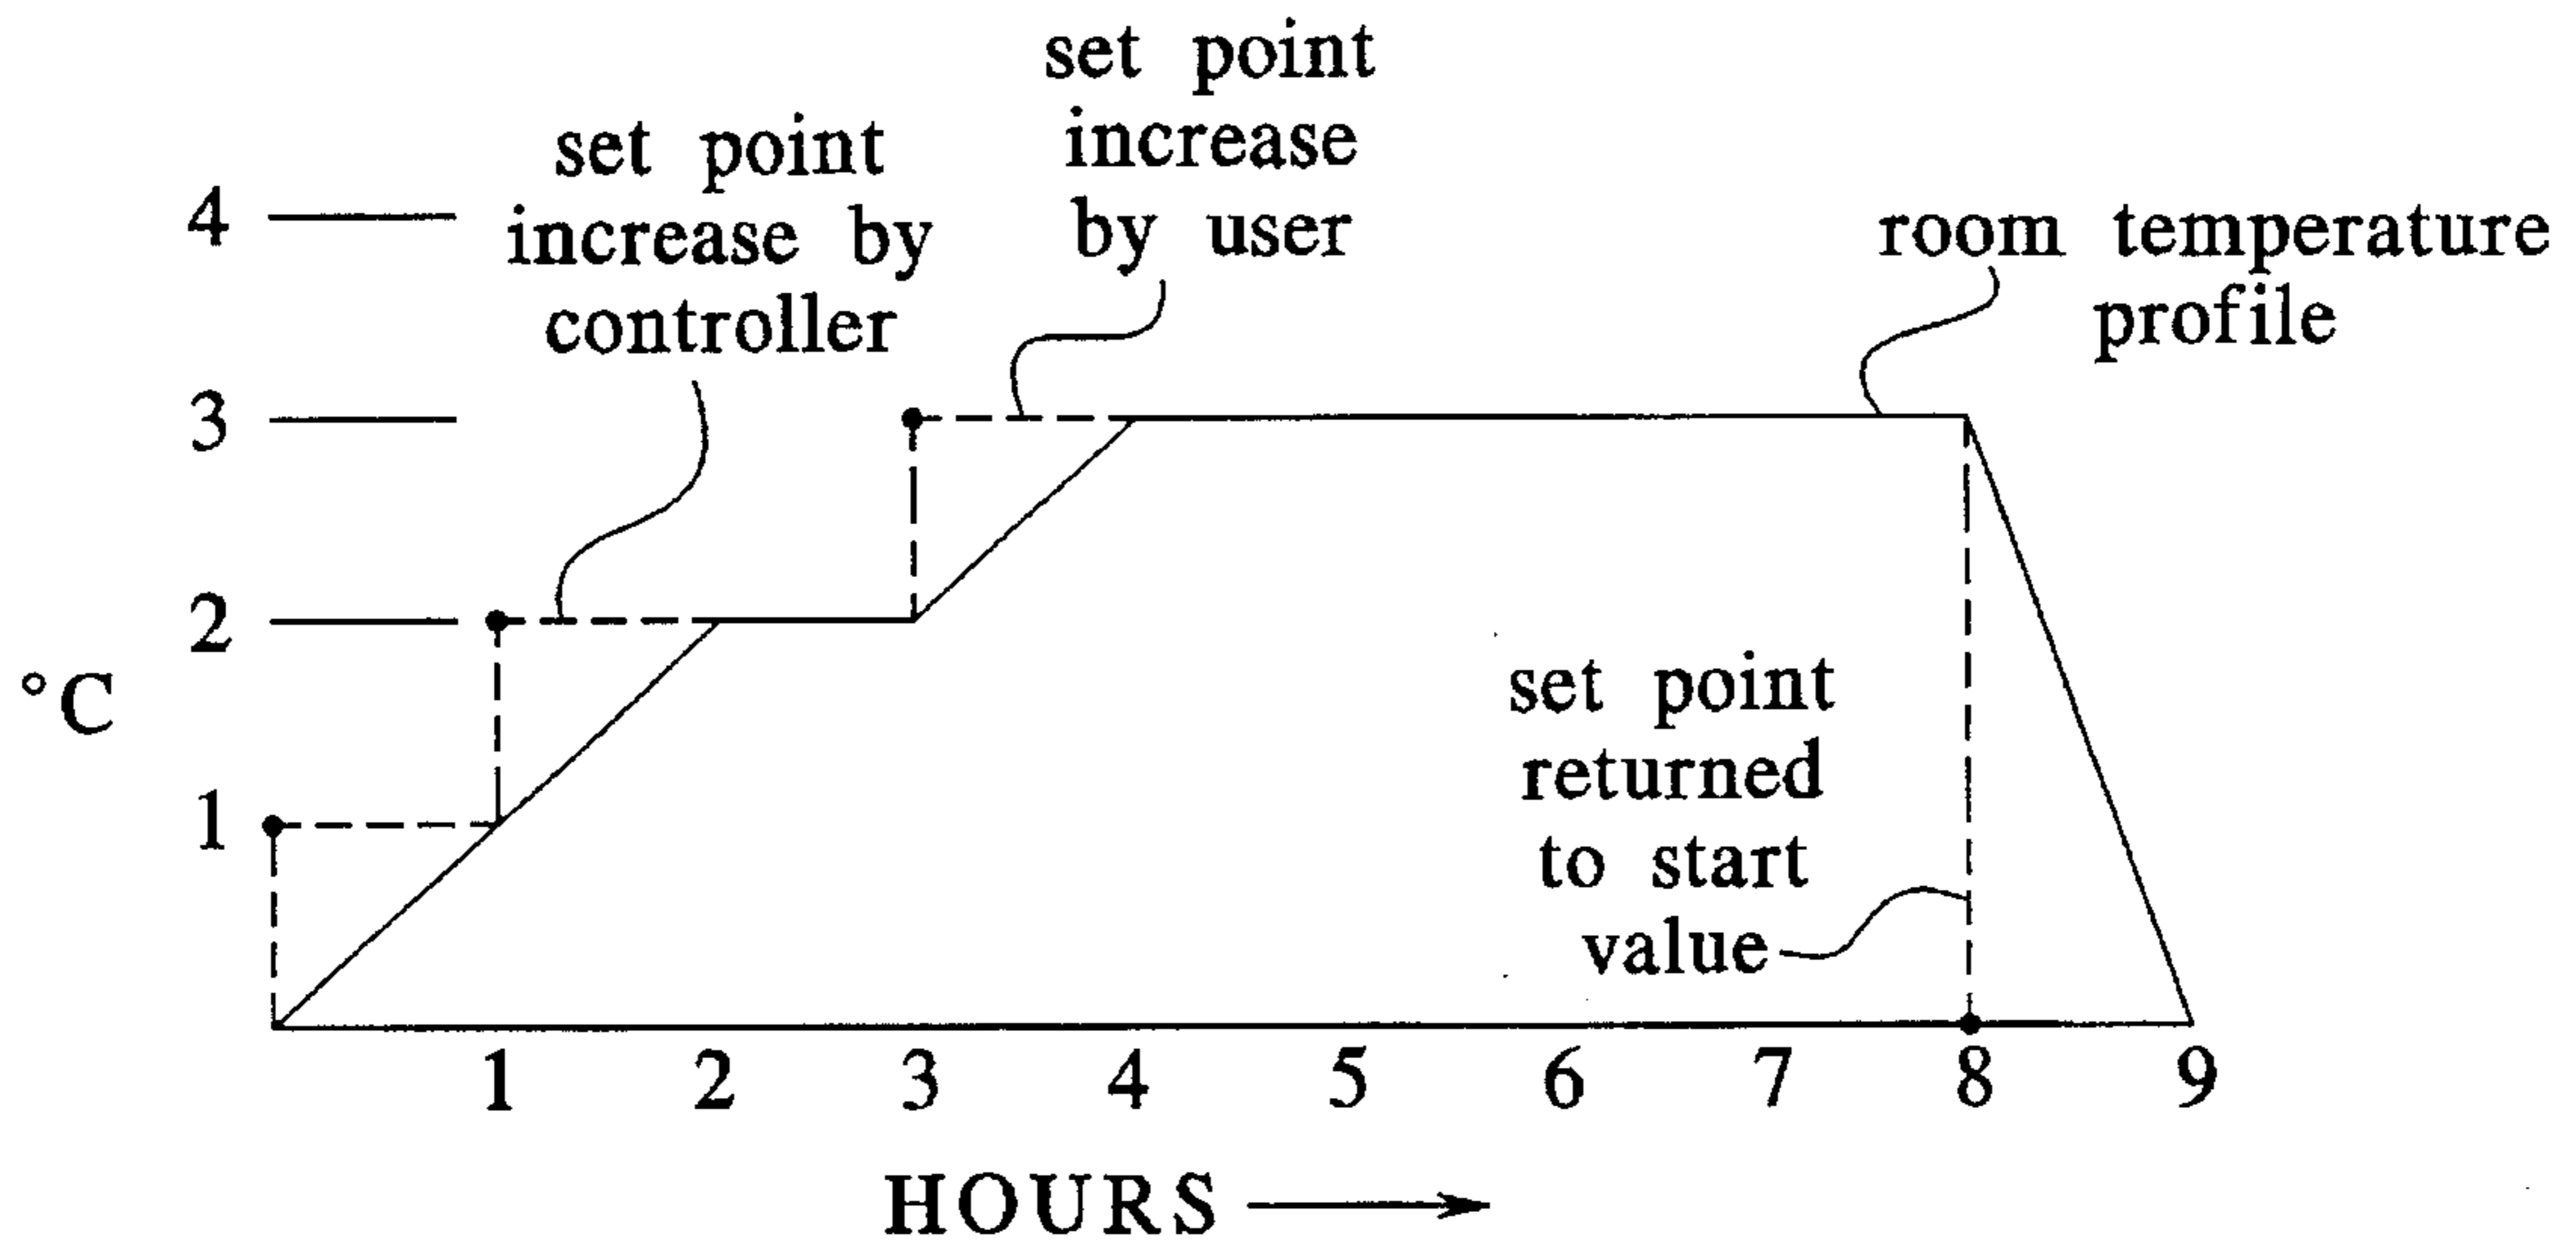 set point
increase
by user
set point
increase by
controller
room temperature
profile
4
3
2
°C
1
set point
returned
to start
value
1 2 3 4 5 6 7 8 9
HOURS